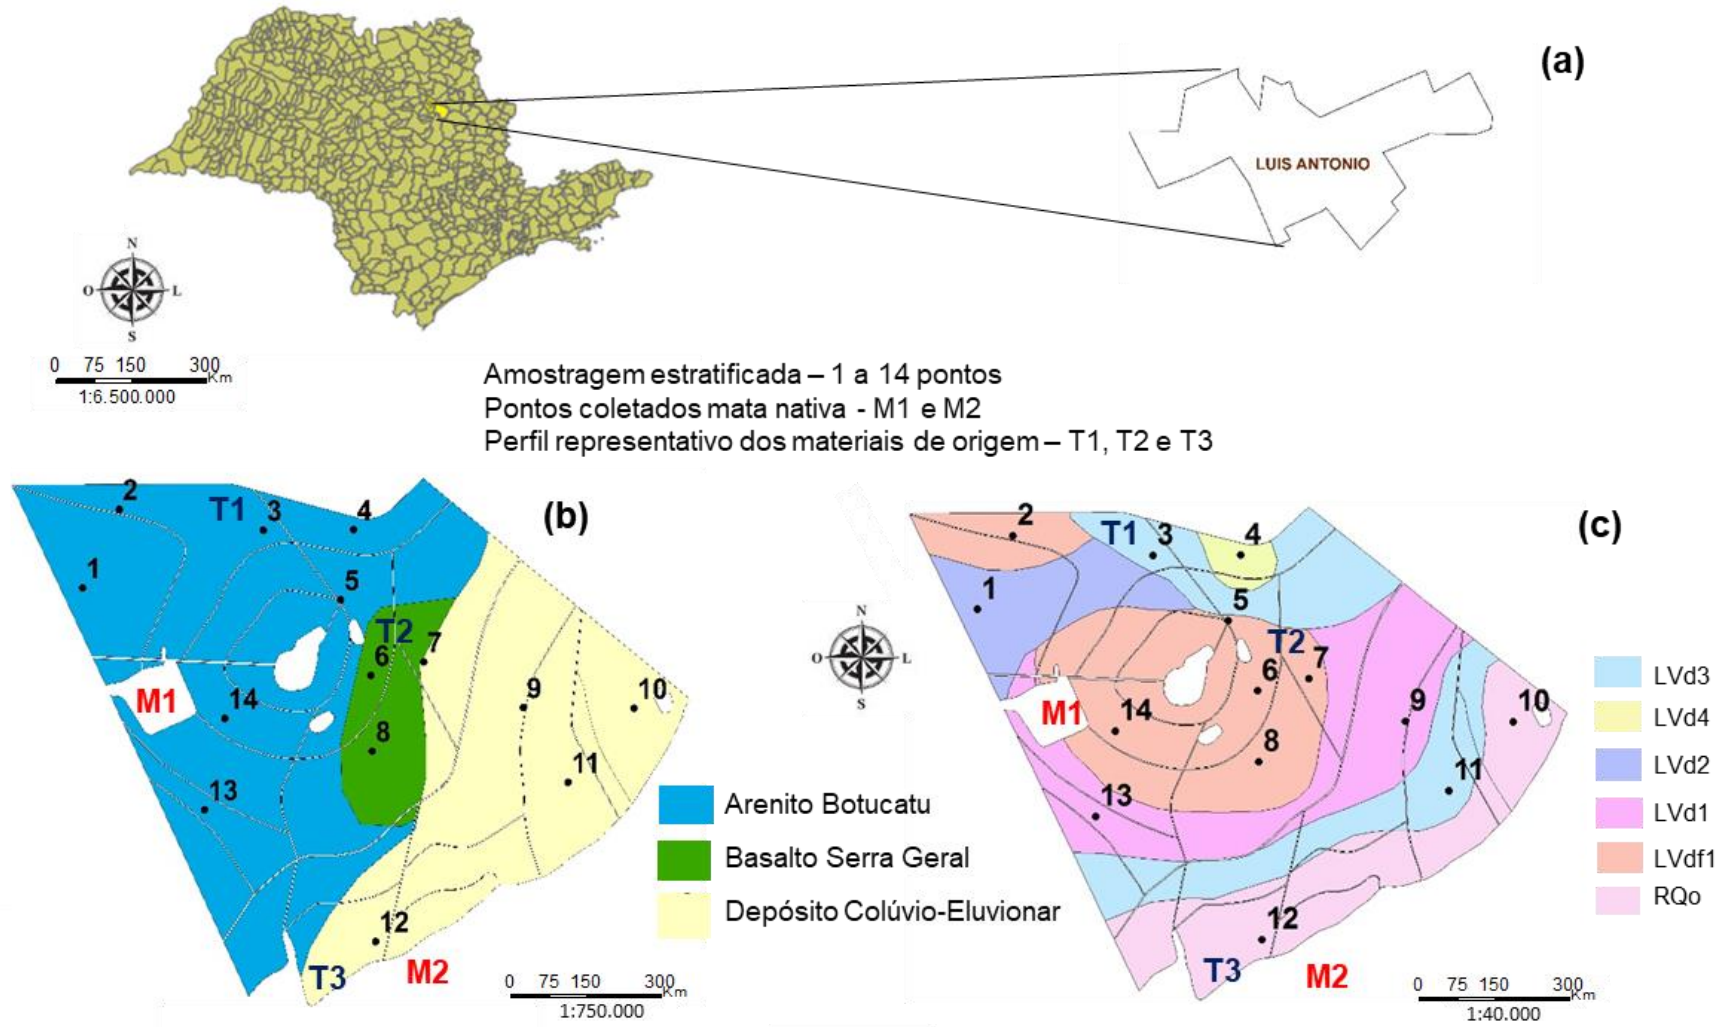 (a)
LUIS ANTONIO
N
O
L
S
0 75 150 300
Km
1:6.500.000
Amostragem estratificada – 1 a 14 pontos
Pontos coletados mata nativa - M1 e M2
Perfil representativo dos materiais de origem – T1, T2 e T3
(b)
2
T1
3
4
1
5
T2
7
6
M1
14
9
10
8
11
13
12
T3
M2
Arenito Botucatu
Basalto Serra Geral
Depósito Colúvio-Eluvionar
0 75 150 300
Km
1:750.000
N
O
L
S
(c)
2
T1
3
4
1
5
T2
7
6
M1
14
9
10
8
11
13
12
T3
M2
LVd3
LVd4
LVd2
LVd1
LVdf1
RQo
0 75 150 300
Km
1:40.000